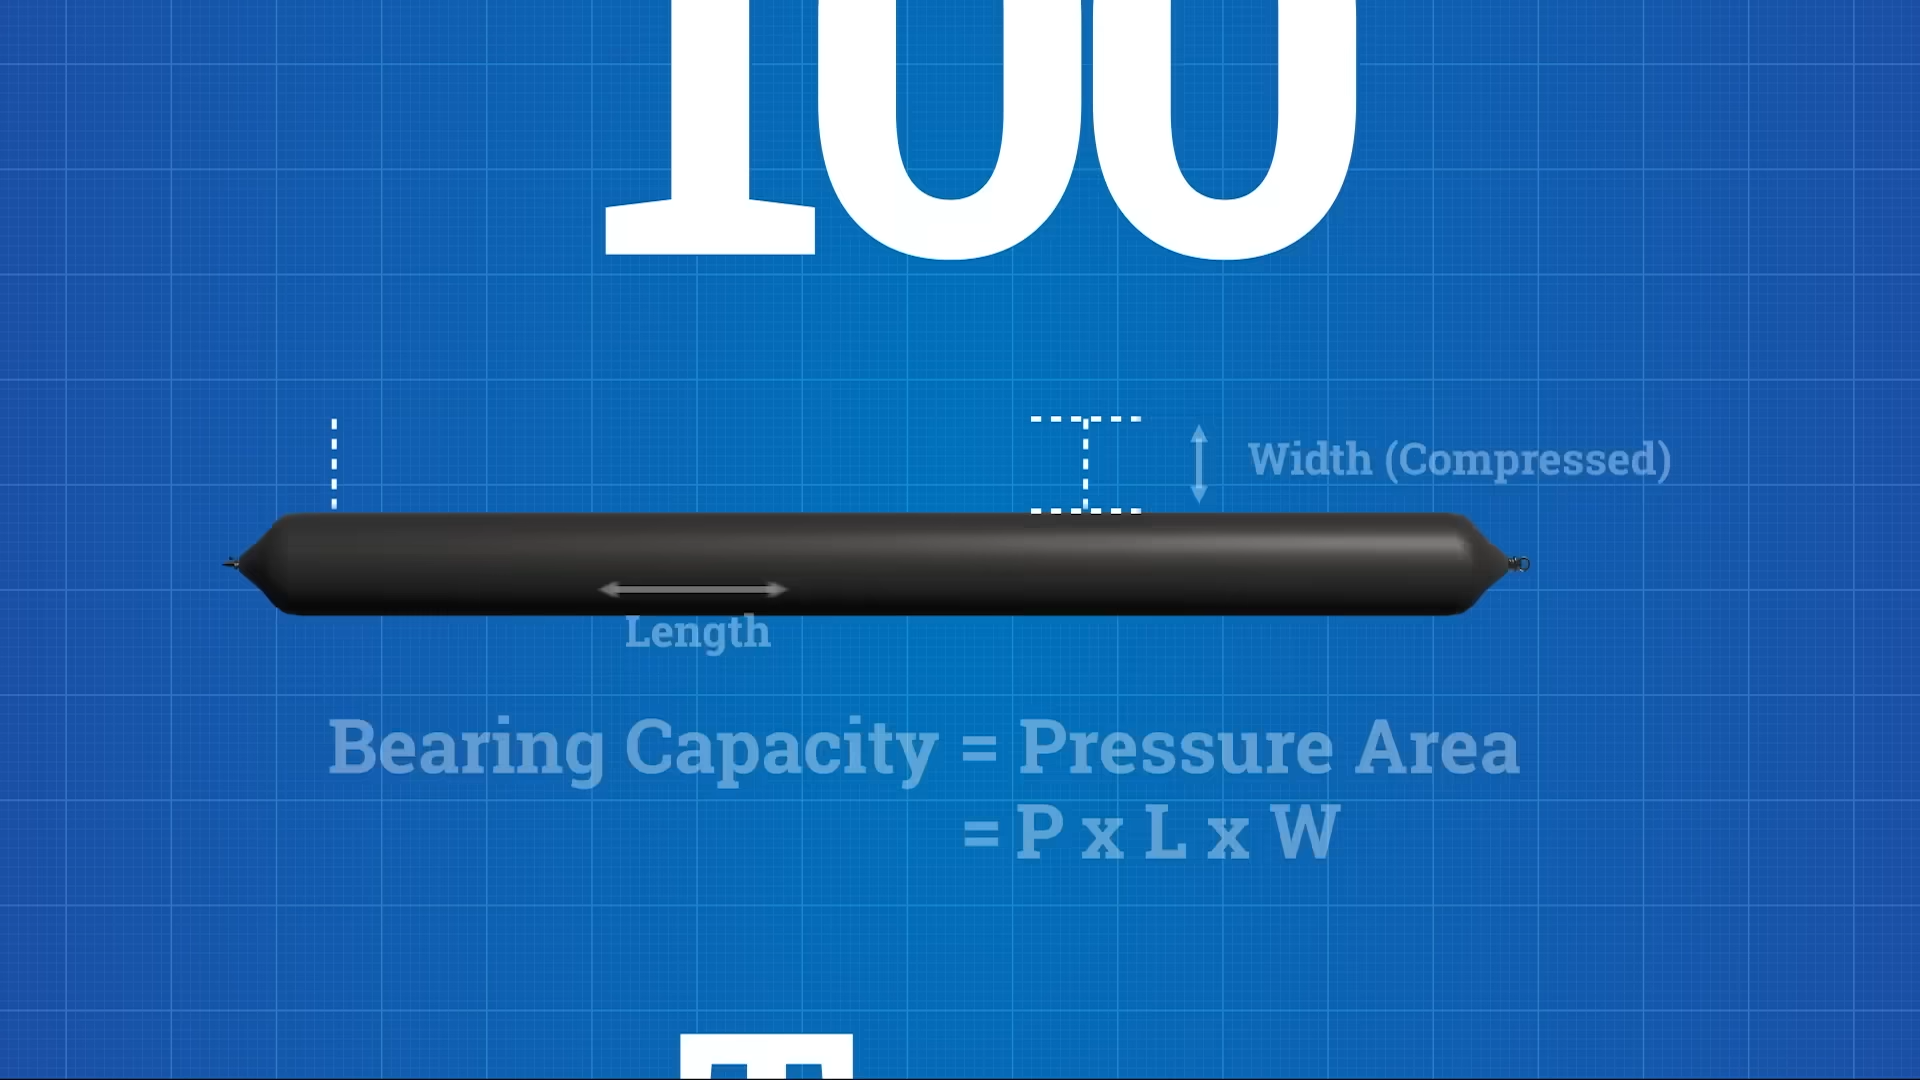 100
Width (Compressed)
Length
Bearing Capacity = Pressure Area
= P x L x W